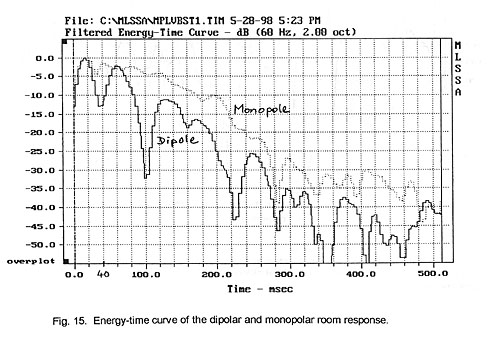 File: C:\MLSSA\MPLVBST1.TIM 5-28-98 5:23 PM
Filtered Energy-Time Curve - dB (60 Hz, 2.00 oct)
MLSSA
0.0
-5.0
-10.0
-15.0
-20.0
-25.0
-30.0
-35.0
-40.0
-45.0
-50.0
overplot
Monopole
Dipole
0.0 40 100.0 200.0 300.0 400.0 500.0
Time - msec
Fig. 15. Energy-time curve of the dipolar and monopolar room response.